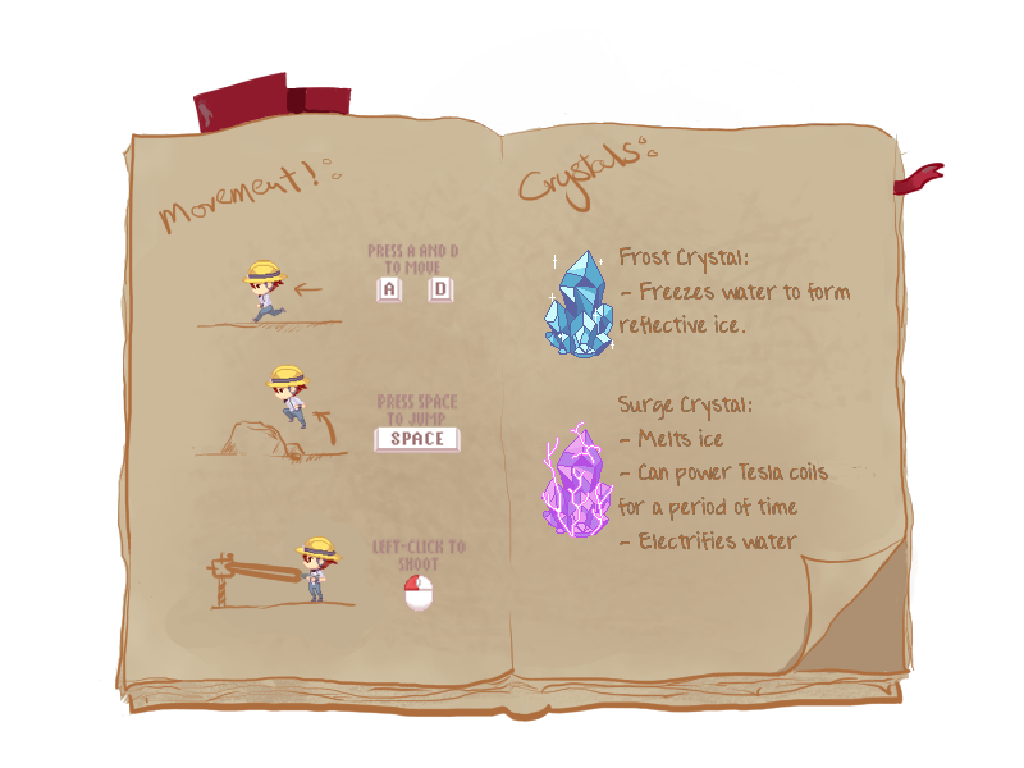 Movement!:
PRESS A AND D
TO MOVE
A D
PRESS SPACE
TO JUMP
SPACE
LEFT-CLICK TO
SHOOT
Crystals:
Frost Crystal:
- Freezes water to form
reflective ice.
Surge Crystal:
- Melts ice
- Can power Tesla coils
for a period of time
- Electrifies water